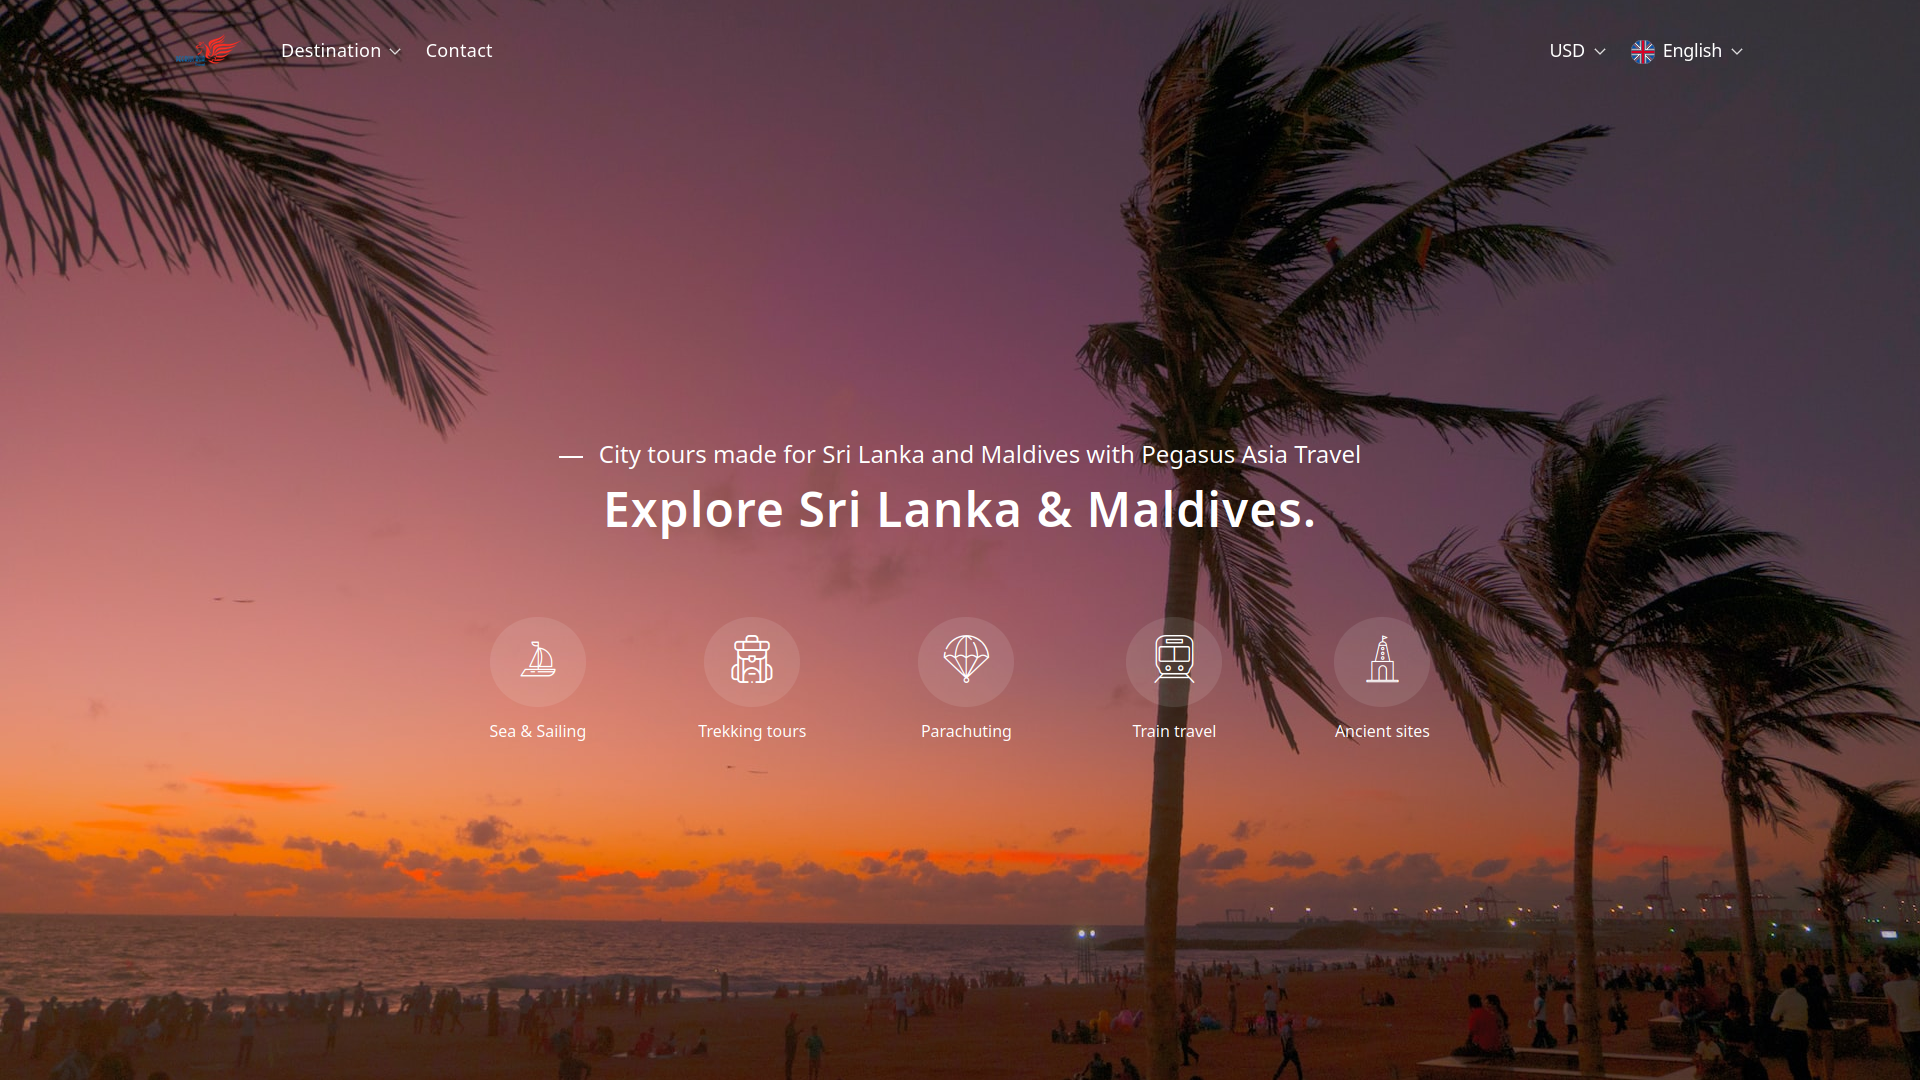 Destination
Contact
USD
English
City tours made for Sri Lanka and Maldives with Pegasus Asia Travel
Explore Sri Lanka & Maldives.
Sea & Sailing
Trekking tours
Parachuting
Train travel
Ancient sites